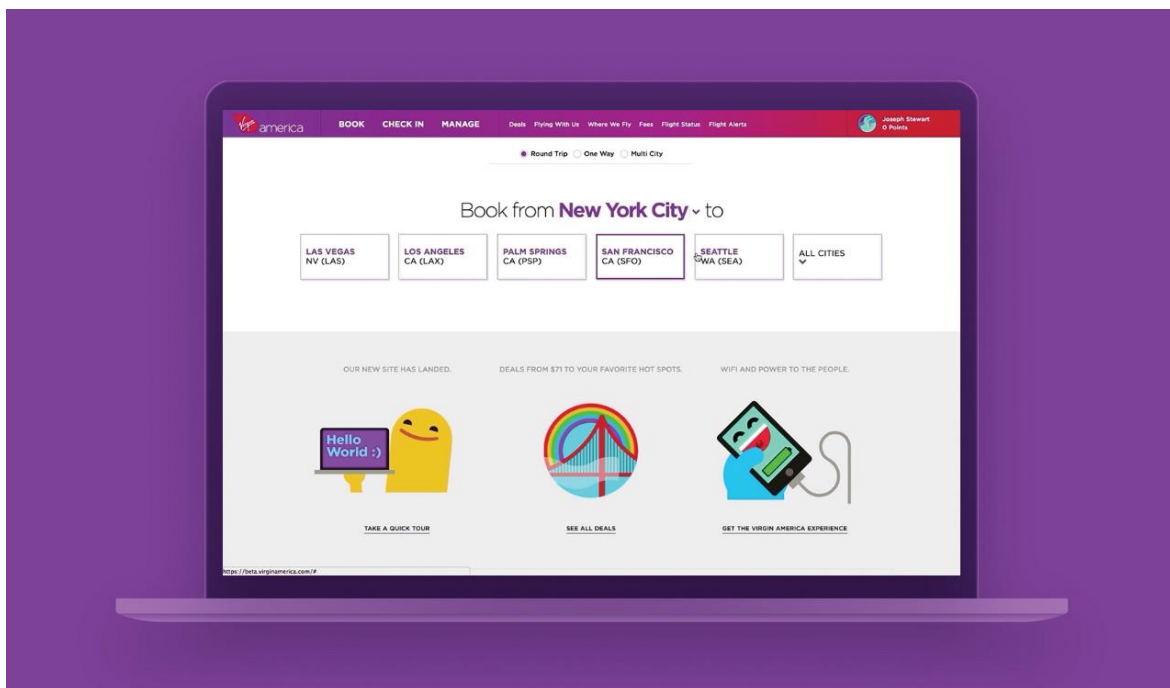 Virgin america
BOOK CHECK IN MANAGE Deals Flying With Us Where We Fly Fees Flight Status Flight Alerts
Joseph Stewart
0 Points
Round Trip One Way Multi City
Book from New York City to
LAS VEGAS
NV (LAS)
LOS ANGELES
CA (LAX)
PALM SPRINGS
CA (PSP)
SAN FRANCISCO
CA (SFO)
SEATTLE
WA (SEA)
ALL CITIES
OUR NEW SITE HAS LANDED.
Hello
World :)
TAKE A QUICK TOUR
DEALS FROM $71 TO YOUR FAVORITE HOT SPOTS.
SEE ALL DEALS
WIFI AND POWER TO THE PEOPLE.
GET THE VIRGIN AMERICA EXPERIENCE
https://beta.virginamerica.com/#